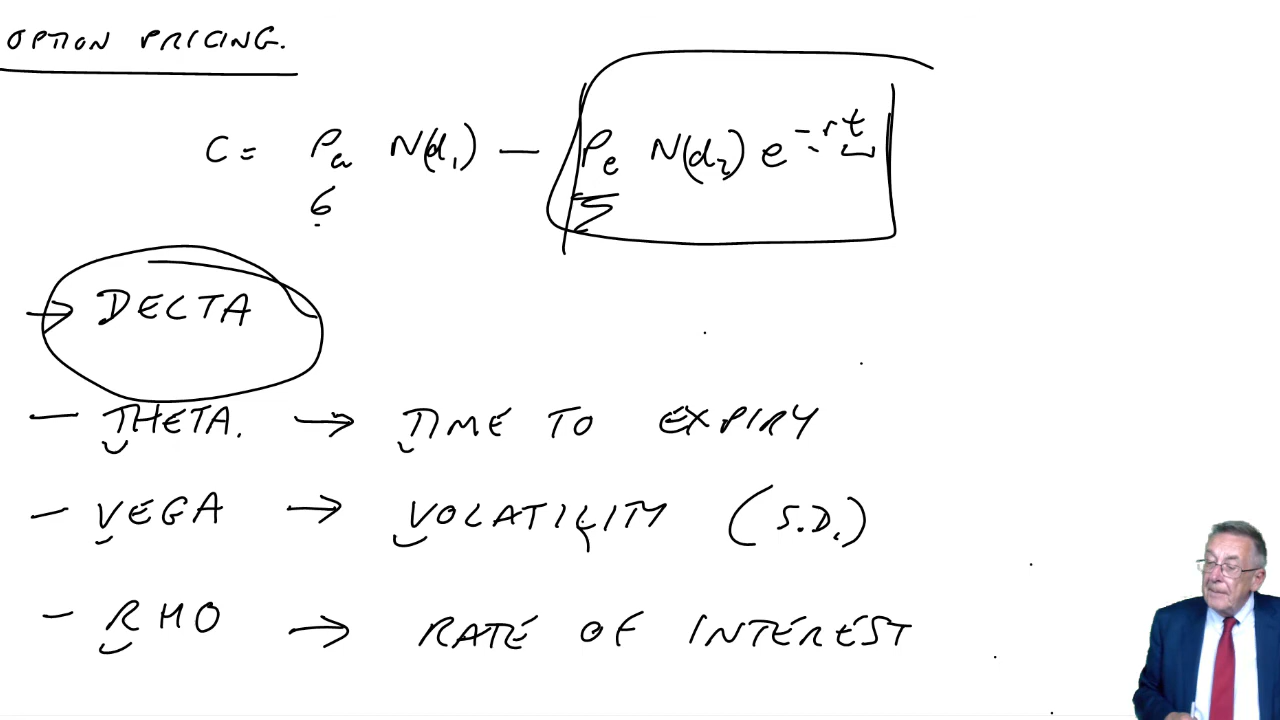 OPTION PRICING.
C = Pa N(d1) – Pe N(d2) e^-rt
6 5
→ DELTA
– THETA. → TIME TO EXPIRY
– VEGA → VOLATILITY (S.D.)
– RHO → RATE OF INTEREST